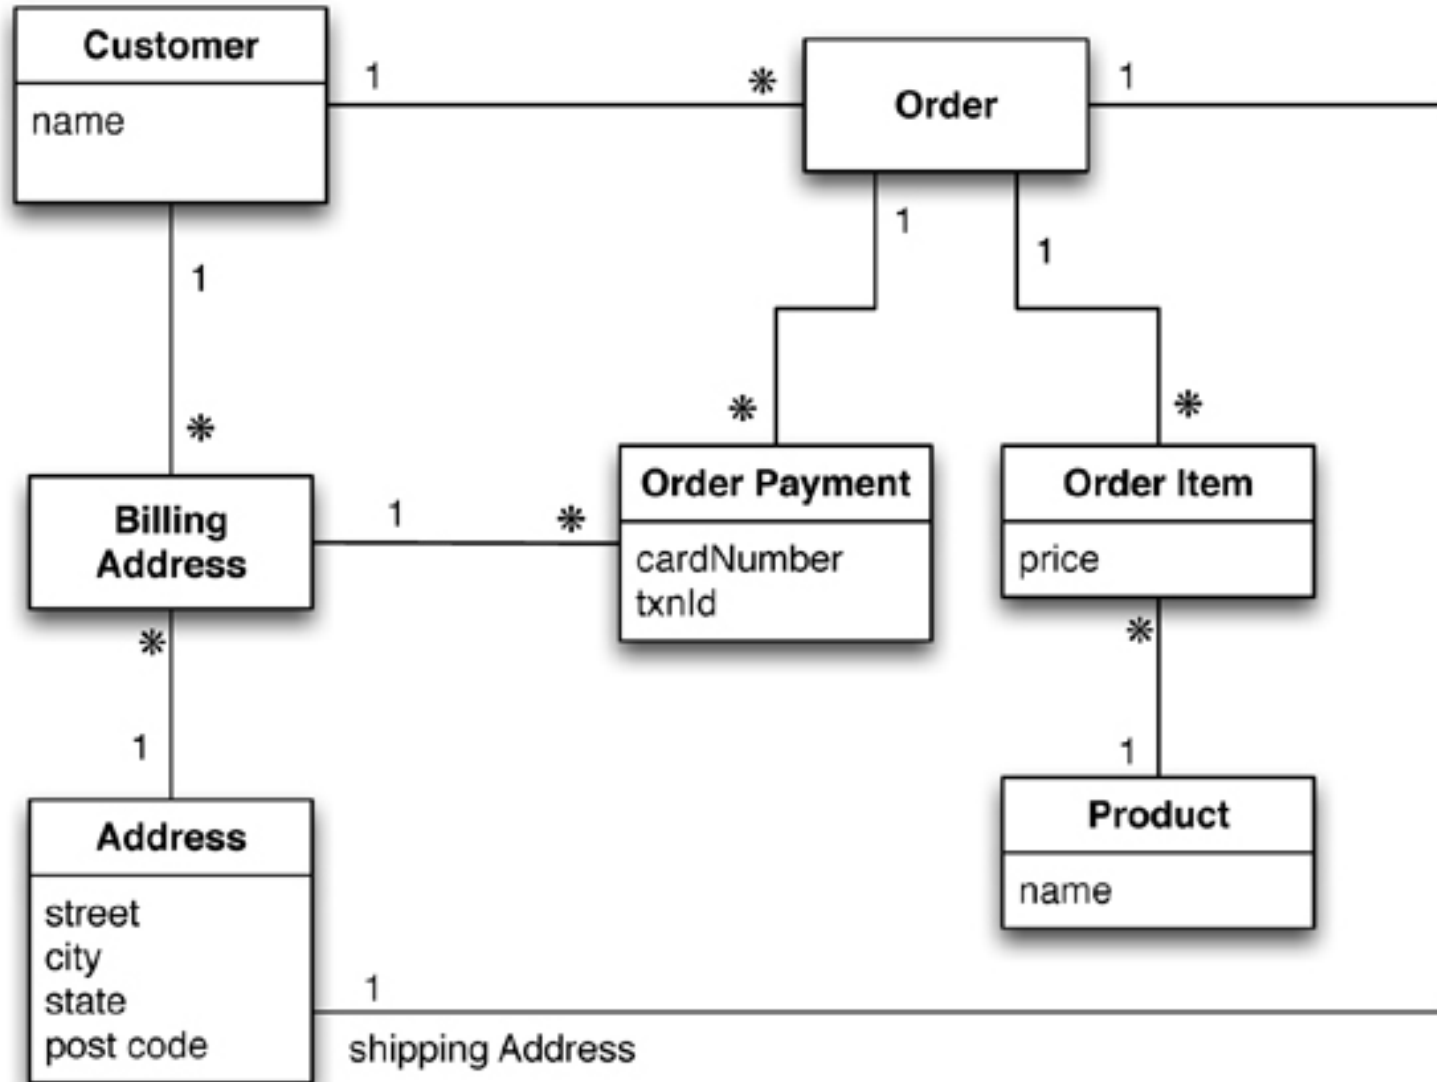 Customer
name
1
*
Order
1
1
*
1
*
1
*
Billing
Address
1
*
Order Payment
cardNumber
txnId
Order Item
price
*
1
*
1
Address
street
city
state
post code
Product
name
1
shipping Address